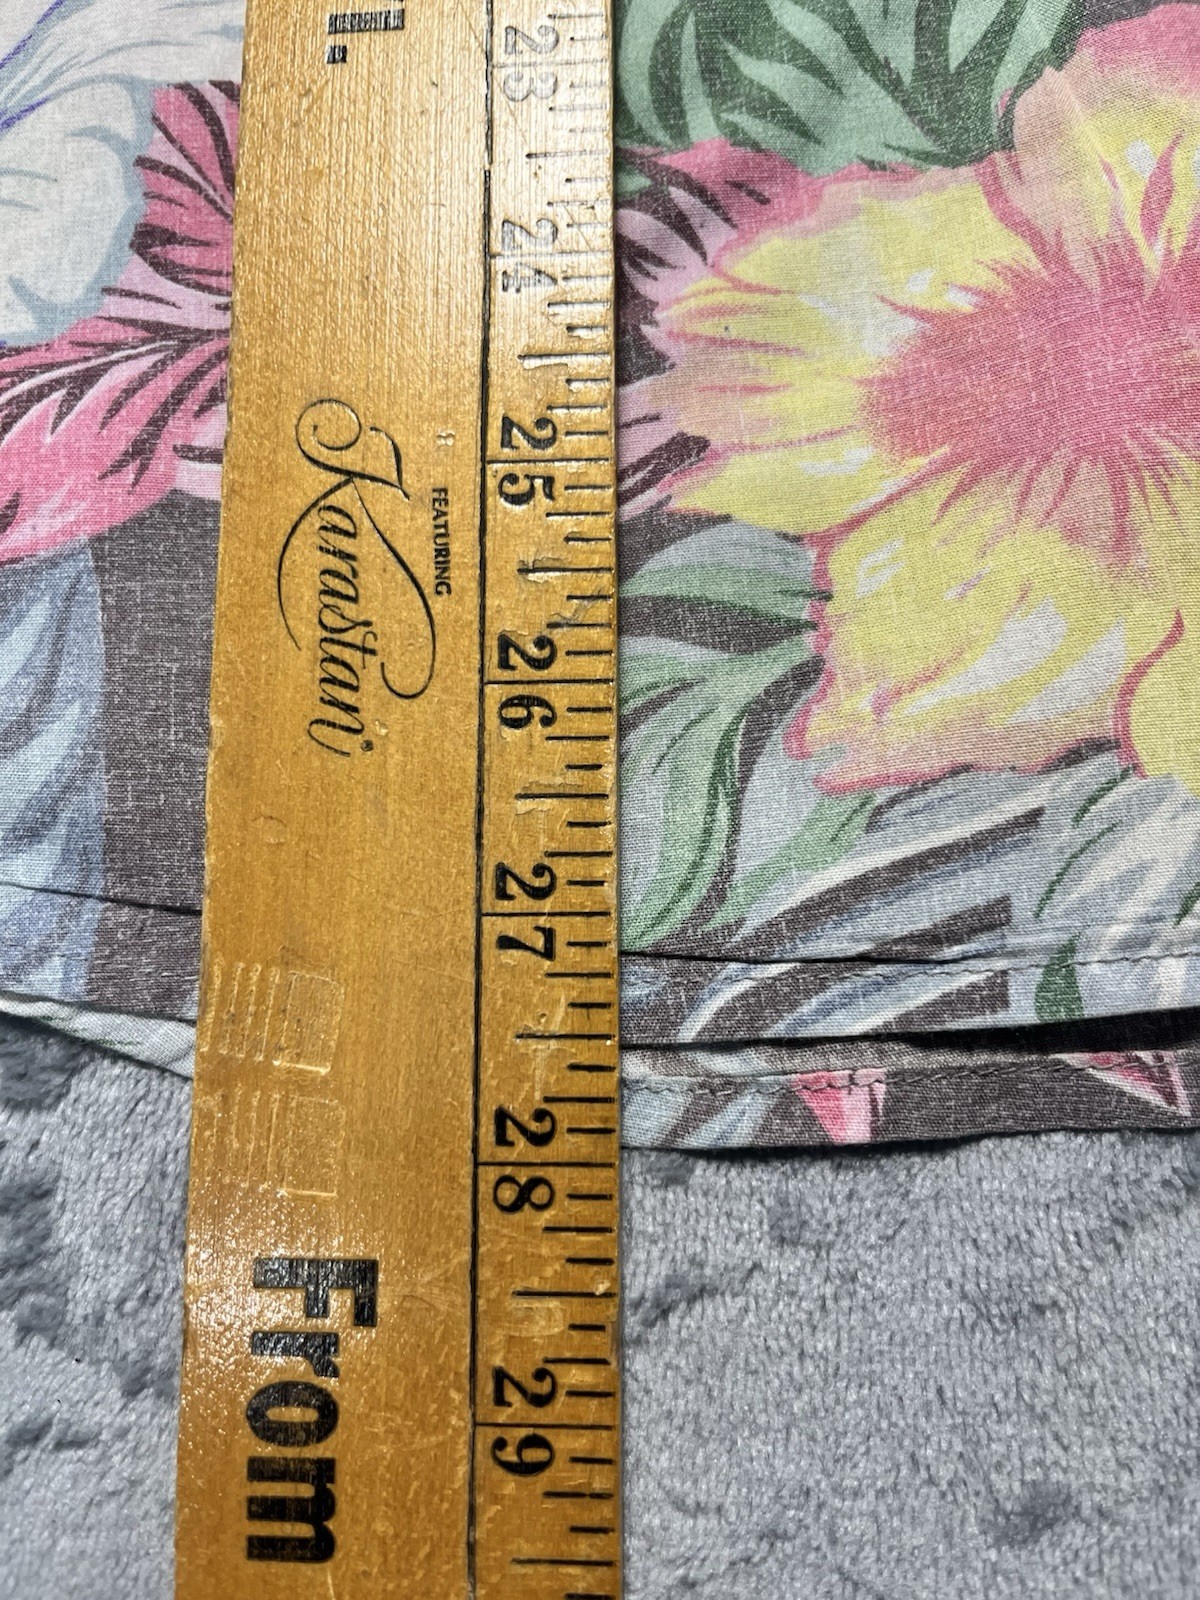 23
24
25
26
27
28
29
FEATURING
Karastan®
From